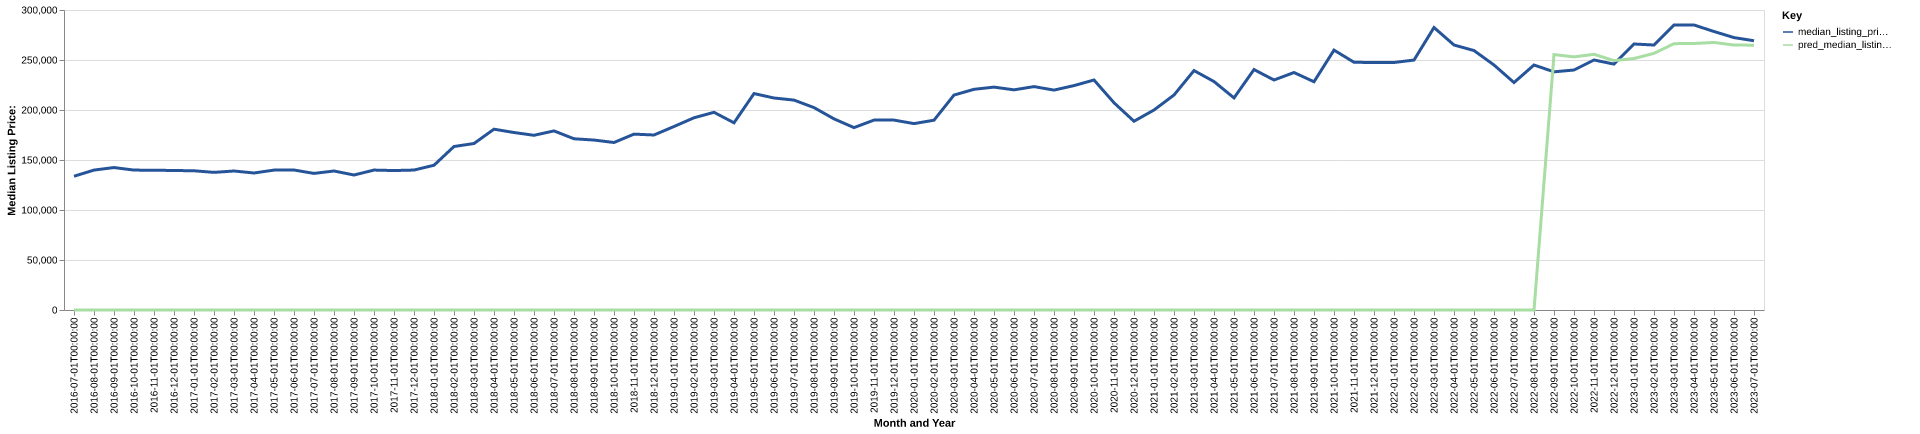 300,000
250,000
200,000
150,000
100,000
50,000
0
Median Listing Price:
2016-07-01T00:00:00
2016-08-01T00:00:00
2016-09-01T00:00:00
2016-10-01T00:00:00
2016-11-01T00:00:00
2016-12-01T00:00:00
2017-01-01T00:00:00
2017-02-01T00:00:00
2017-03-01T00:00:00
2017-04-01T00:00:00
2017-05-01T00:00:00
2017-06-01T00:00:00
2017-07-01T00:00:00
2017-08-01T00:00:00
2017-09-01T00:00:00
2017-10-01T00:00:00
2017-11-01T00:00:00
2017-12-01T00:00:00
2018-01-01T00:00:00
2018-02-01T00:00:00
2018-03-01T00:00:00
2018-04-01T00:00:00
2018-05-01T00:00:00
2018-06-01T00:00:00
2018-07-01T00:00:00
2018-08-01T00:00:00
2018-09-01T00:00:00
2018-10-01T00:00:00
2018-11-01T00:00:00
2018-12-01T00:00:00
2019-01-01T00:00:00
2019-02-01T00:00:00
2019-03-01T00:00:00
2019-04-01T00:00:00
2019-05-01T00:00:00
2019-06-01T00:00:00
2019-07-01T00:00:00
2019-08-01T00:00:00
2019-09-01T00:00:00
2019-10-01T00:00:00
2019-11-01T00:00:00
2019-12-01T00:00:00
2020-01-01T00:00:00
2020-02-01T00:00:00
2020-03-01T00:00:00
2020-04-01T00:00:00
2020-05-01T00:00:00
2020-06-01T00:00:00
2020-07-01T00:00:00
2020-08-01T00:00:00
2020-09-01T00:00:00
2020-10-01T00:00:00
2020-11-01T00:00:00
2020-12-01T00:00:00
2021-01-01T00:00:00
2021-02-01T00:00:00
2021-03-01T00:00:00
2021-04-01T00:00:00
2021-05-01T00:00:00
2021-06-01T00:00:00
2021-07-01T00:00:00
2021-08-01T00:00:00
2021-09-01T00:00:00
2021-10-01T00:00:00
2021-11-01T00:00:00
2021-12-01T00:00:00
2022-01-01T00:00:00
2022-02-01T00:00:00
2022-03-01T00:00:00
2022-04-01T00:00:00
2022-05-01T00:00:00
2022-06-01T00:00:00
2022-07-01T00:00:00
2022-08-01T00:00:00
2022-09-01T00:00:00
2022-10-01T00:00:00
2022-11-01T00:00:00
2022-12-01T00:00:00
2023-01-01T00:00:00
2023-02-01T00:00:00
2023-03-01T00:00:00
2023-04-01T00:00:00
2023-05-01T00:00:00
2023-06-01T00:00:00
2023-07-01T00:00:00
Month and Year
Key
median_listing_pri…
pred_median_listin…